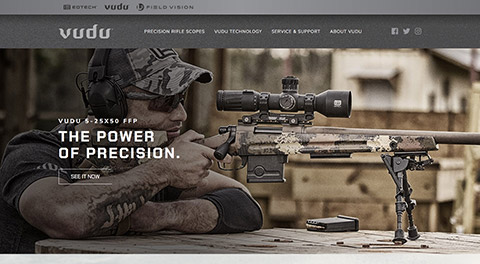 EOTECH vudu FIELD VISION
vudu PRECISION RIFLE SCOPES VUDU TECHNOLOGY SERVICE & SUPPORT ABOUT VUDU
VUDU 5-25X50 FFP
THE POWER
OF PRECISION.
SEE IT NOW